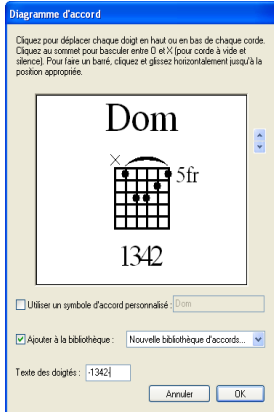 Diagramme d'accord
Cliquez pour déplacer chaque doigt en haut ou en bas de chaque corde.
Cliquez au sommet pour basculer entre O et X (pour corde à vide et
silence). Pour faire un barré, cliquez et glissez horizontalement jusqu'à la
position appropriée.
Dom
X
5fr
1342
Utiliser un symbole d'accord personnalisé : Dom
Ajouter à la bibliothèque : Nouvelle bibliothèque d'accords...
Texte des doigtés : -1342-
Annuler OK